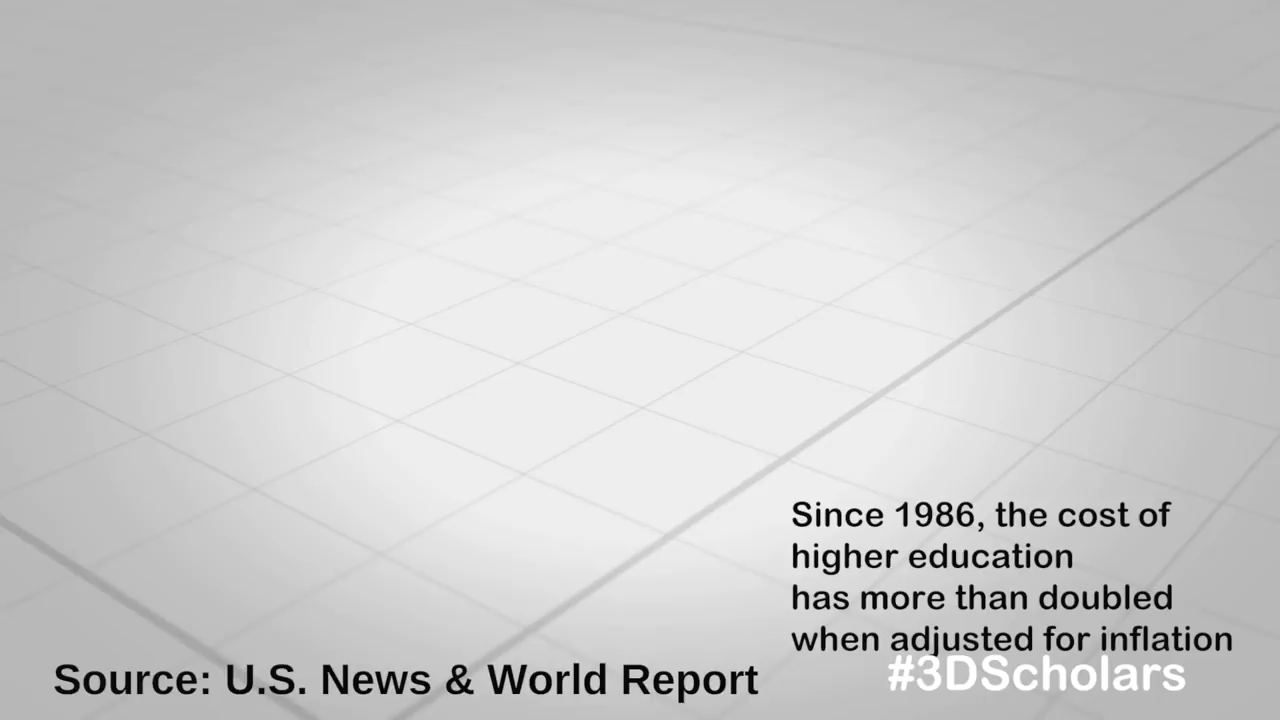 Since 1986, the cost of
higher education
has more than doubled
when adjusted for inflation
Source: U.S. News & World Report
#3DScholars